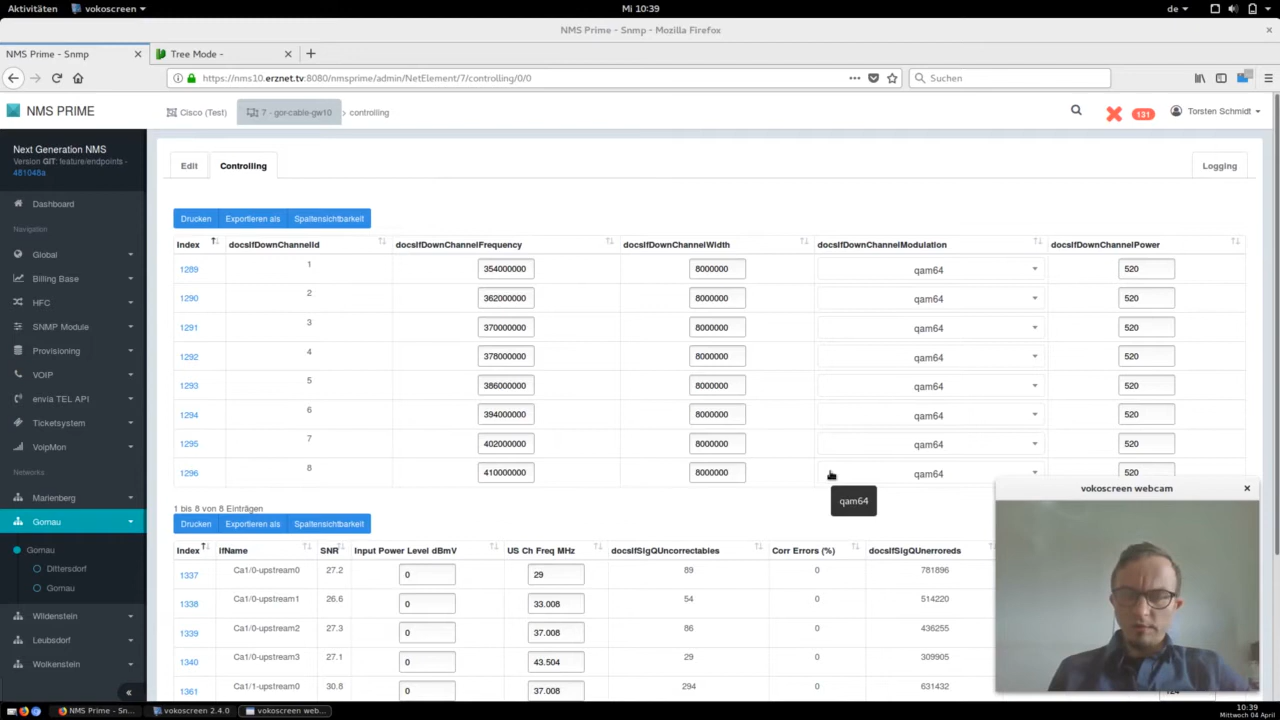 Aktivitäten vokoscreen Mi 10:39 de
NMS Prime - Snmp - Mozilla Firefox
NMS Prime - Snmp Tree Mode -
https://nms10.erznet.tv:8080/nmsprime/admin/NetElement/7/controlling/0/0 Suchen
NMS PRIME Cisco (Test) 7 - gor-cable-gw10 > controlling 131 Torsten Schmidt
Next Generation NMS
Version GIT: feature/endpoints -
481048a
Dashboard
Navigation
Global
Billing Base
HFC
SNMP Module
Provisioning
VOIP
envia TEL API
Ticketsystem
VoipMon
Networks
Marienberg
Gornau
Gornau
Dittersdorf
Gornau
Wildenstein
Leubsdorf
Wolkenstein
Edit Controlling Logging
Drucken Exportieren als Spaltensichtbarkeit
Index docsIfDownChannelId docsIfDownChannelFrequency docsIfDownChannelWidth docsIfDownChannelModulation docsIfDownChannelPower
1289 1 354000000 8000000 qam64 520
1290 2 362000000 8000000 qam64 520
1291 3 370000000 8000000 qam64 520
1292 4 378000000 8000000 qam64 520
1293 5 386000000 8000000 qam64 520
1294 6 394000000 8000000 qam64 520
1295 7 402000000 8000000 qam64 520
1296 8 410000000 8000000 qam64 520
qam64
1 bis 8 von 8 Einträgen
Drucken Exportieren als Spaltensichtbarkeit
Index IfName SNR Input Power Level dBmV US Ch Freq MHz docsIfSigQUncorrectables Corr Errors (%) docsIfSigQUnerroreds
1337 Ca1/0-upstream0 27.2 0 29 89 0 781896
1338 Ca1/0-upstream1 26.6 0 33.008 54 0 514220
1339 Ca1/0-upstream2 27.3 0 37.008 86 0 436255
1340 Ca1/0-upstream3 27.1 0 43.504 29 0 309905
1361 Ca1/1-upstream0 30.8 0 37.008 294 0 631432
vokoscreen webcam
NMS Prime - Sn... vokoscreen 2.4.0 vokoscreen web...
10:39
Mittwoch 04 April